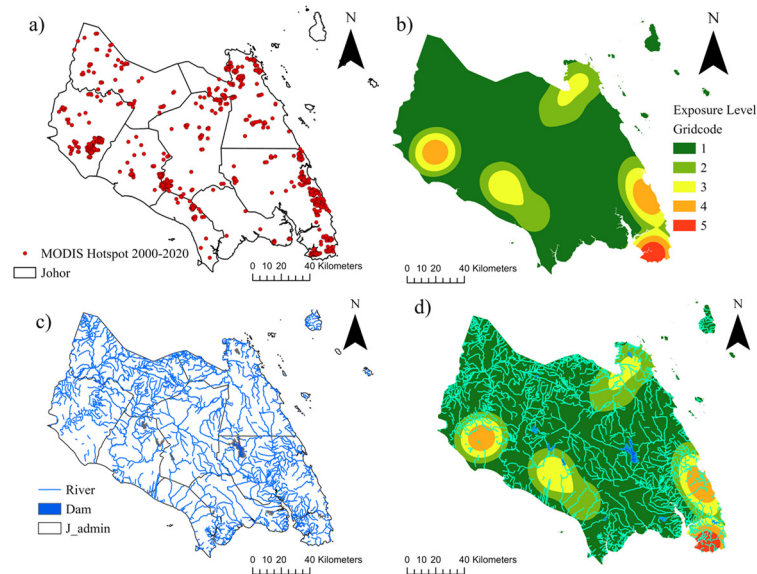 a)
N
MODIS Hotspot 2000-2020
Johor
0 10 20 40 Kilometers
b)
N
Exposure Level
Gridcode
1
2
3
4
5
0 10 20 40 Kilometers
c)
N
River
Dam
J_admin
0 10 20 40 Kilometers
d)
N
0 10 20 40 Kilometers